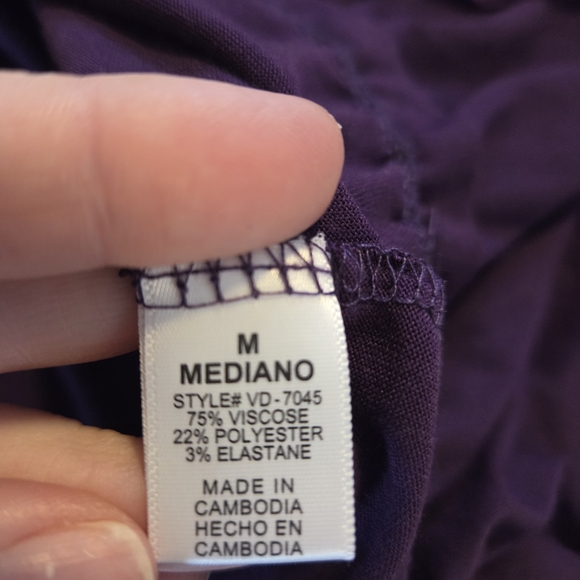 M
MEDIANO
STYLE# VD-7045
75% VISCOSE
22% POLYESTER
3% ELASTANE
MADE IN
CAMBODIA
HECHO EN
CAMBODIA